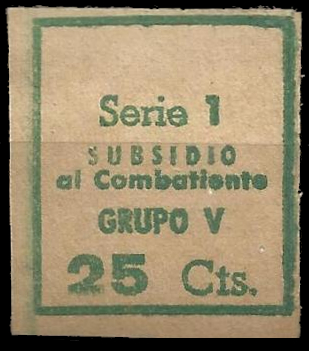 Serie 1
SUBSIDIO
al Combatiente
GRUPO V
25 Cts.